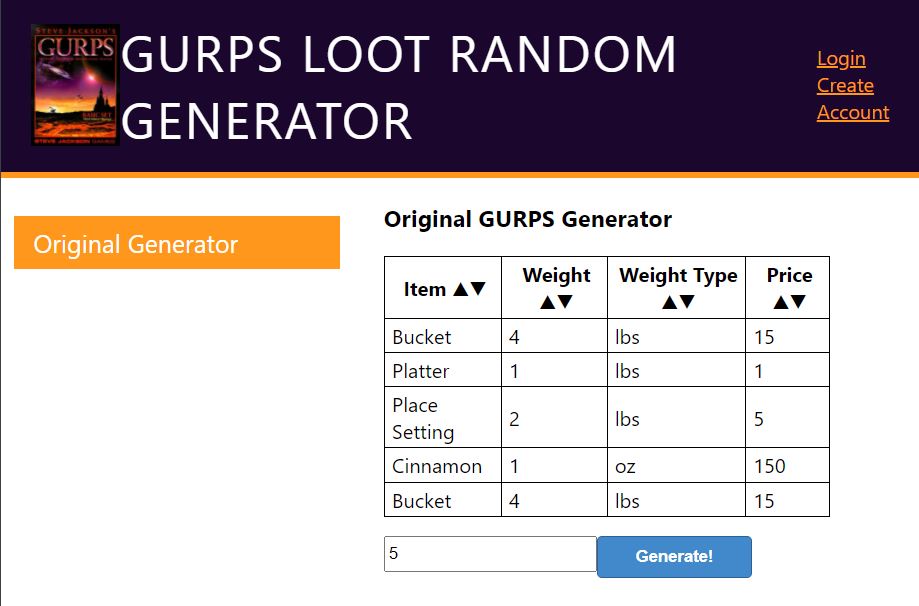 STEVE JACKSON'S
GURPS
BASIC SET
STEVE JACKSON GAMES
GURPS LOOT RANDOM
GENERATOR
Login
Create
Account
Original Generator
Original GURPS Generator
Item ▲▼ Weight ▲▼ Weight Type ▲▼ Price ▲▼
Bucket 4 lbs 15
Platter 1 lbs 1
Place Setting 2 lbs 5
Cinnamon 1 oz 150
Bucket 4 lbs 15
5 Generate!